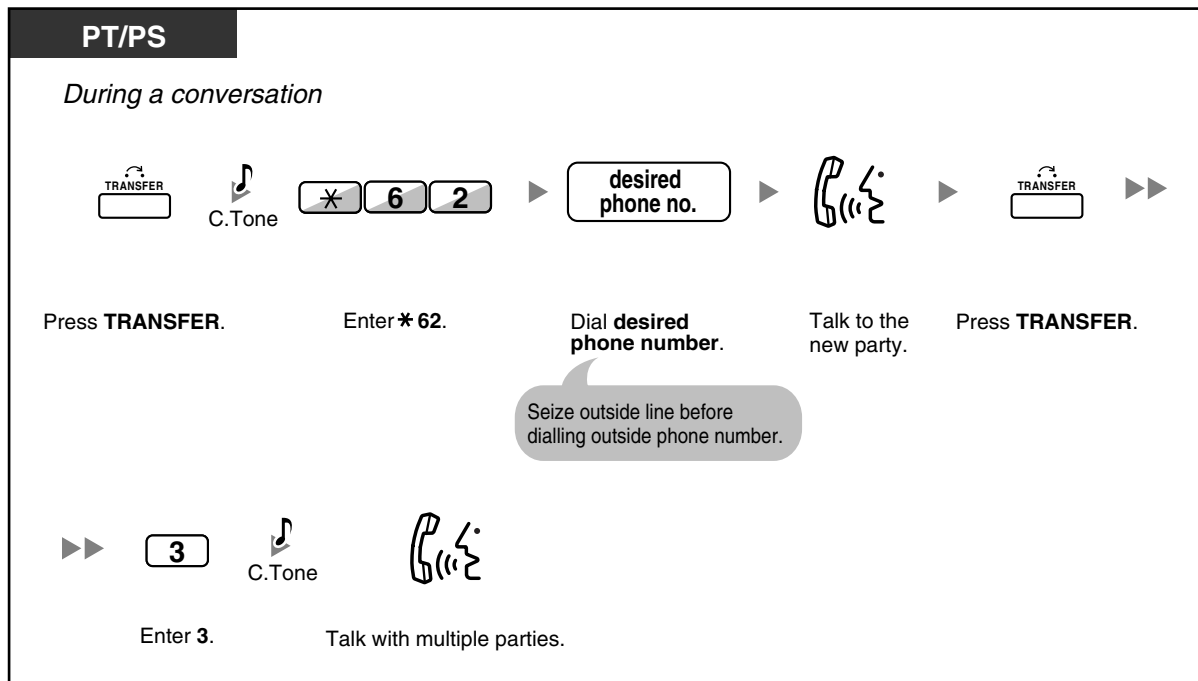 PT/PS
During a conversation
TRANSFER
C.Tone
* 6 2
desired
phone no.
TRANSFER
Press TRANSFER.
Enter * 62.
Dial desired
phone number.
Talk to the
new party.
Press TRANSFER.
Seize outside line before
dialling outside phone number.
3
C.Tone
Enter 3.
Talk with multiple parties.